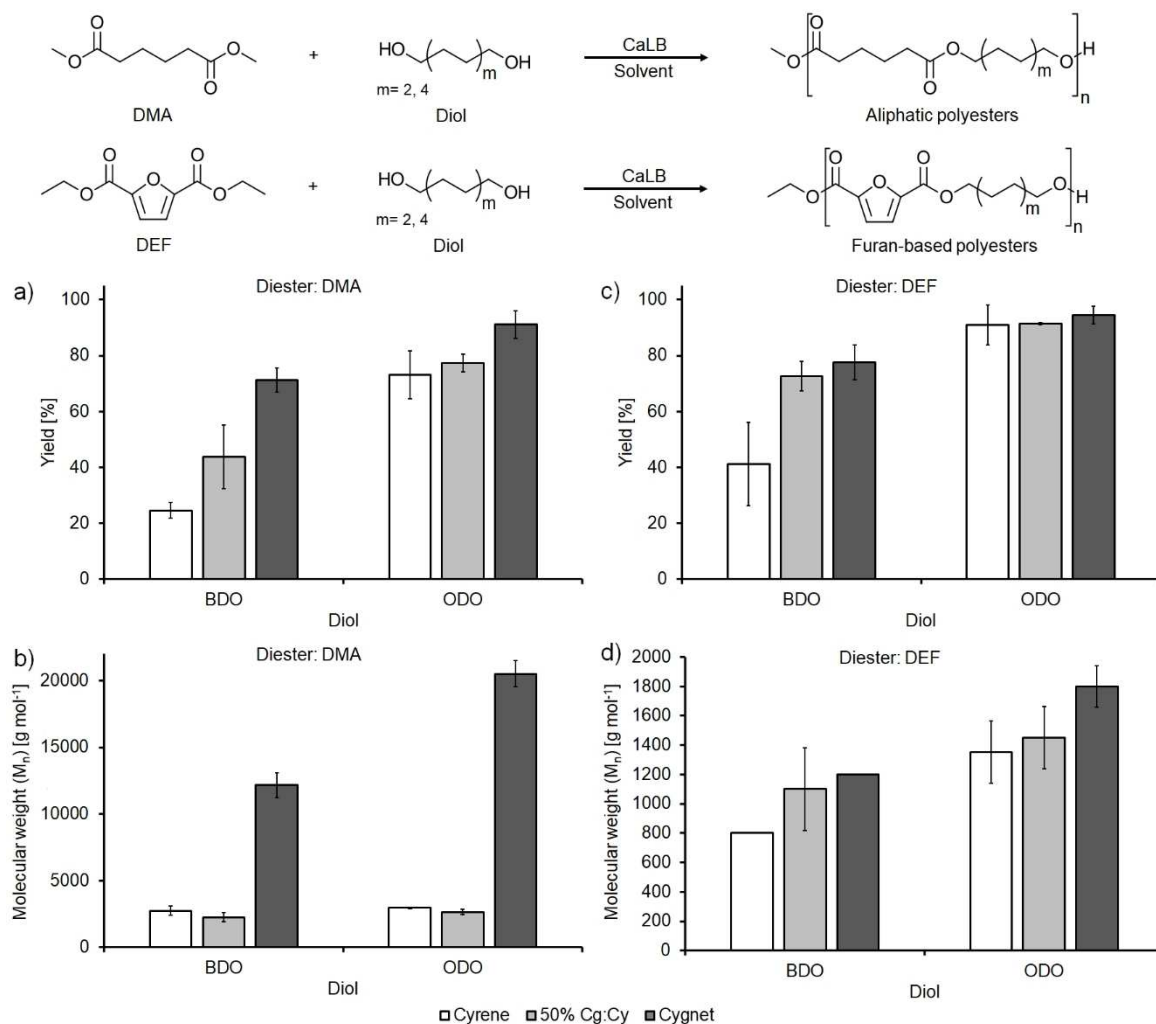 O
O
O
O
DMA
+
HO
OH
m
m= 2, 4
Diol
CaLB
Solvent
O
O
O
O
H
m
n
Aliphatic polyesters
O
O
O
O
O
DEF
+
HO
OH
m
m= 2, 4
Diol
CaLB
Solvent
O
O
O
O
O
O
H
m
n
Furan-based polyesters
a)
Diester: DMA
Yield [%]
100
80
60
40
20
0
BDO
ODO
Diol
c)
Diester: DEF
Yield [%]
100
80
60
40
20
0
BDO
ODO
Diol
b)
Diester: DMA
Molecular weight (Mₙ) [g mol⁻¹]
20000
15000
10000
5000
0
BDO
ODO
Diol
d)
Diester: DEF
Molecular weight (Mₙ) [g mol⁻¹]
2000
1800
1600
1400
1200
1000
800
600
400
200
0
BDO
ODO
Diol
Cyrene
50% Cg:Cy
Cygnet